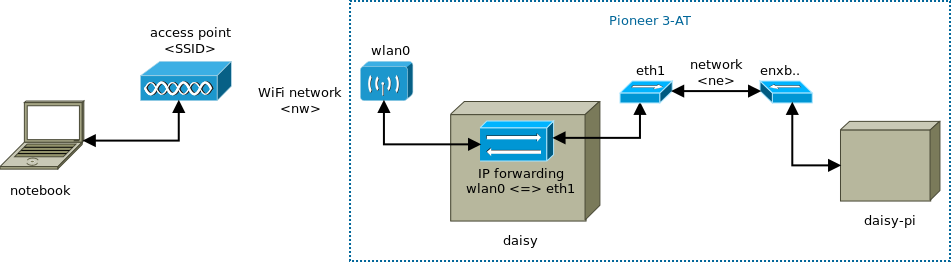 Pioneer 3-AT
access point
<SSID>
wlan0
WiFi network
<nw>
eth1
network
<ne>
enxb..
IP forwarding
wlan0 <=> eth1
notebook
daisy
daisy-pi